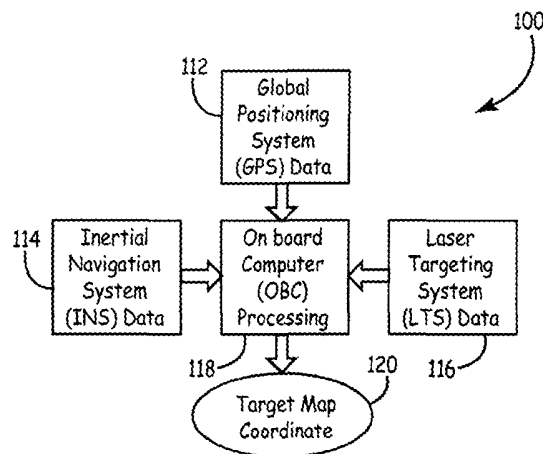 100
112
Global
Positioning
System
(GPS) Data
114
Inertial
Navigation
System
(INS) Data
On board
Computer
(OBC)
Processing
Laser
Targeting
System
(LTS) Data
118
120
116
Target Map
Coordinate